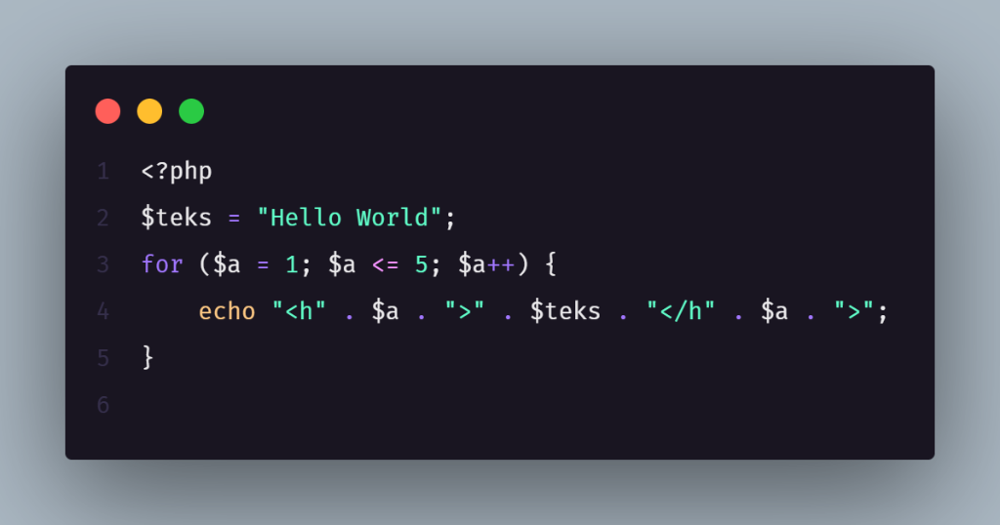 1 <?php
2 $teks = "Hello World";
3 for ($a = 1; $a <= 5; $a++) {
4     echo "<h" . $a . ">" . $teks . "</h" . $a . ">";
5 }
6